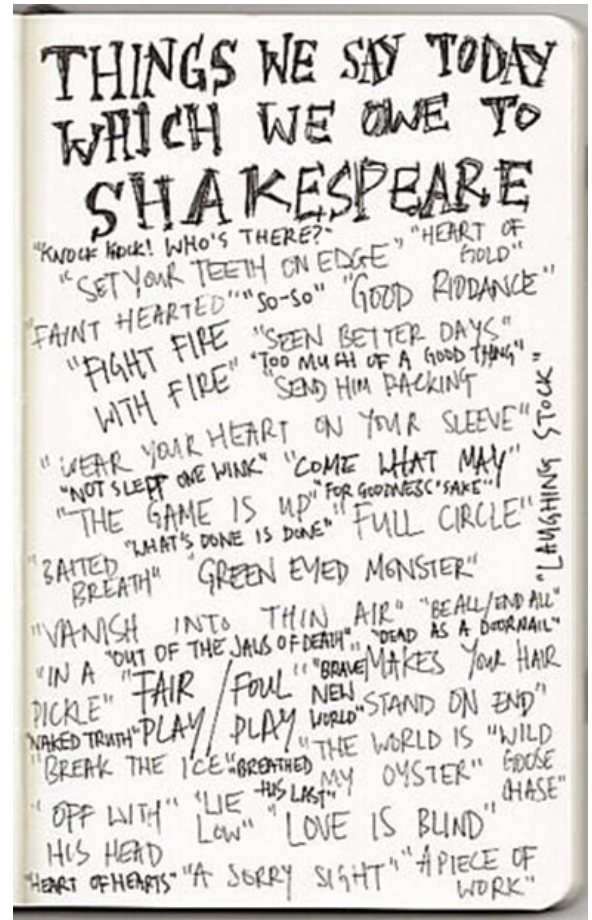 THINGS WE SAY TODAY
WHICH WE OWE TO
SHAKESPEARE
"KNOCK KNOCK! WHO'S THERE?" "HEART OF GOLD"
"SET YOUR TEETH ON EDGE"
"FAINT HEARTED" "SO-SO" "GOOD RIDDANCE"
"FIGHT FIRE WITH FIRE" "SEEN BETTER DAYS"
"TOO MUCH OF A GOOD THING"
"SEND HIM PACKING
"WEAR YOUR HEART ON YOUR SLEEVE"
"LAUGHING STOCK"
"NOT SLEPT ONE WINK" "COME WHAT MAY"
"THE GAME IS UP" "FOR GOODNESS' SAKE"
"WHAT'S DONE IS DONE" "FULL CIRCLE"
"BAITED BREATH" "GREEN EYED MONSTER"
"VANISH INTO THIN AIR" "BE ALL/END ALL"
"OUT OF THE JAWS OF DEATH" "DEAD AS A DOORNAIL"
"IN A PICKLE" "FAIR PLAY/FOUL PLAY" "BRAVE NEW WORLD" "MAKES YOUR HAIR STAND ON END"
"NAKED TRUTH" "THE WORLD IS MY OYSTER" "WILD GOOSE CHASE"
"BREAK THE ICE" "BREATHED HIS LAST"
"OFF WITH HIS HEAD" "LIE LOW" "LOVE IS BLIND"
"HEART OF HEARTS" "A SORRY SIGHT" "A PIECE OF WORK"